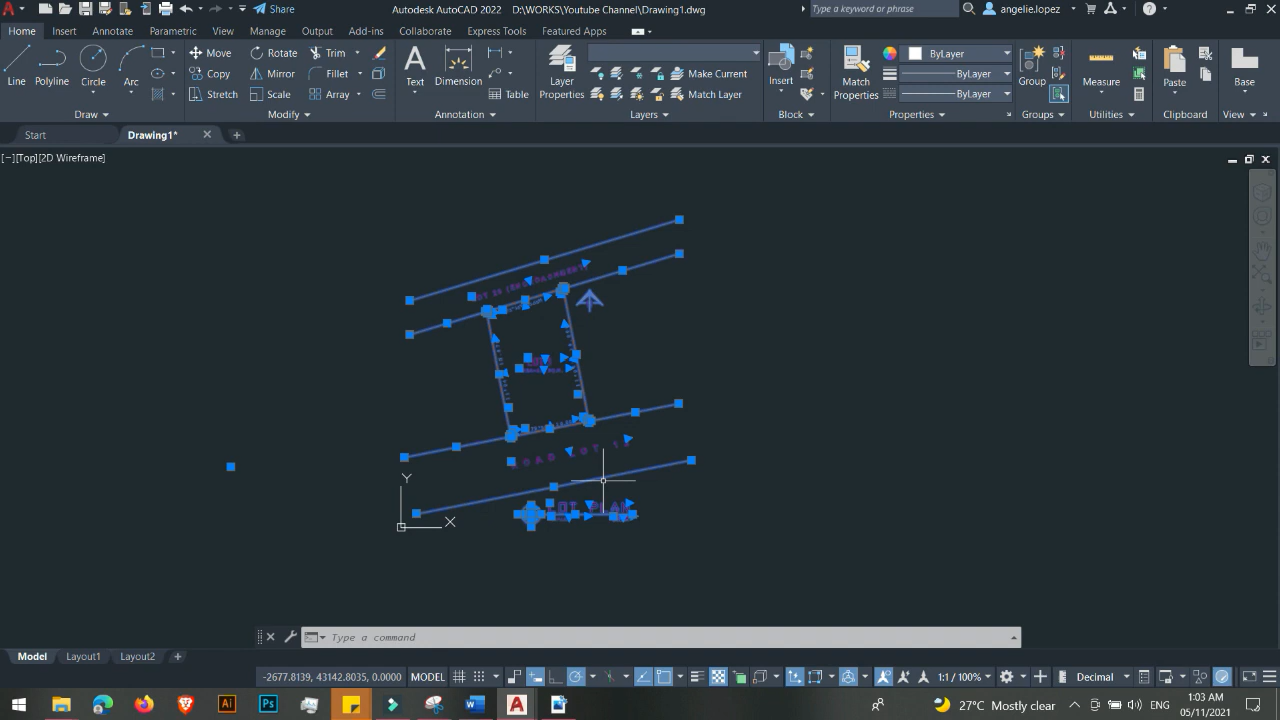 Autodesk AutoCAD 2022 D:\WORKS\Youtube Channel\Drawing1.dwg
Share
Type a keyword or phrase
angelie.lopez
Home Insert Annotate Parametric View Manage Output Add-ins Collaborate Express Tools Featured Apps
Line Polyline Circle Arc
Move Rotate Trim
Copy Mirror Fillet
Stretch Scale Array
Text Dimension Table
Layer Properties
Make Current
Match Layer
Insert
Match Properties
ByLayer
ByLayer
ByLayer
Group
Measure
Paste
Base
Draw Modify Annotation Layers Block Properties Groups Utilities Clipboard View
Start Drawing1*
[−][Top][2D Wireframe]
LOT PLAN
Y
X
Type a command
Model Layout1 Layout2
-2677.8139, 43142.8035, 0.0000 MODEL 1:1 / 100% Decimal
27°C Mostly clear ENG 1:03 AM
05/11/2021